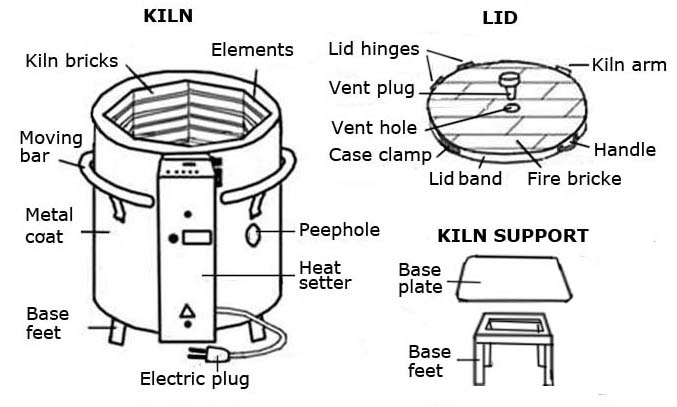 KILN
Kiln bricks
Elements
Moving
bar
Metal
coat
Peephole
Heat
setter
Base
feet
Electric plug
LID
Lid hinges
Kiln arm
Vent plug
Vent hole
Case clamp
Handle
Lid band
Fire bricke
KILN SUPPORT
Base
plate
Base
feet